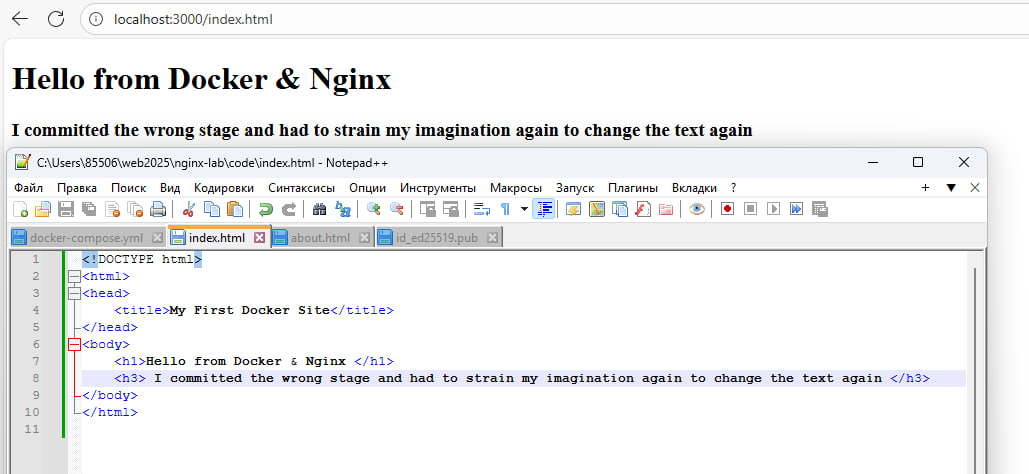 localhost:3000/index.html
Hello from Docker & Nginx
I committed the wrong stage and had to strain my imagination again to change the text again
C:\Users\85506\web2025\nginx-lab\code\index.html - Notepad++
Файл Правка Поиск Вид Кодировки Синтаксисы Опции Инструменты Макросы Запуск Плагины Вкладки ? + ▼ X
docker-compose.yml index.html about.html id_ed25519.pub
1 <!DOCTYPE html>
2 <html>
3 <head>
4 <title>My First Docker Site</title>
5 </head>
6 <body>
7 <h1>Hello from Docker & Nginx </h1>
8 <h3> I committed the wrong stage and had to strain my imagination again to change the text again </h3>
9 </body>
10 </html>
11